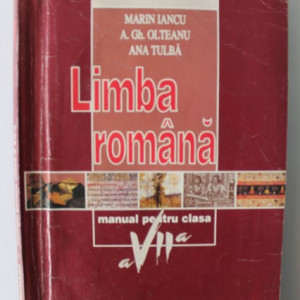 MARIN IANCU
A. Gh. OLTEANU
ANA TULBĂ
Limba
română
manual pentru clasa
a VII a